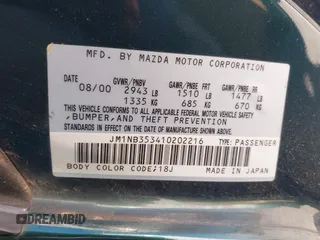 MFD. BY MAZDA MOTOR CORPORATION
08/00 GVWR/PNBV GAWR/PNBE FRT GAWR/PNBE RR
2943 LB 1510 LB 1477 LB
1335 KG 685 KG 670 KG
THIS VEHICLE CONFORMS TO ALL APPLICABLE FEDERAL MOTOR VEHICLE SAFETY
,BUMPER,AND THEFT PREVENTION
STANDARDS IN EFFECT ON THE DATE OF MANUFACTURE SHOWN ABOVE.
JM1NB353410202216 TYPE:PASSENGER
BODY COLOR CODE:18J MADE IN JAPAN
DREAMBID